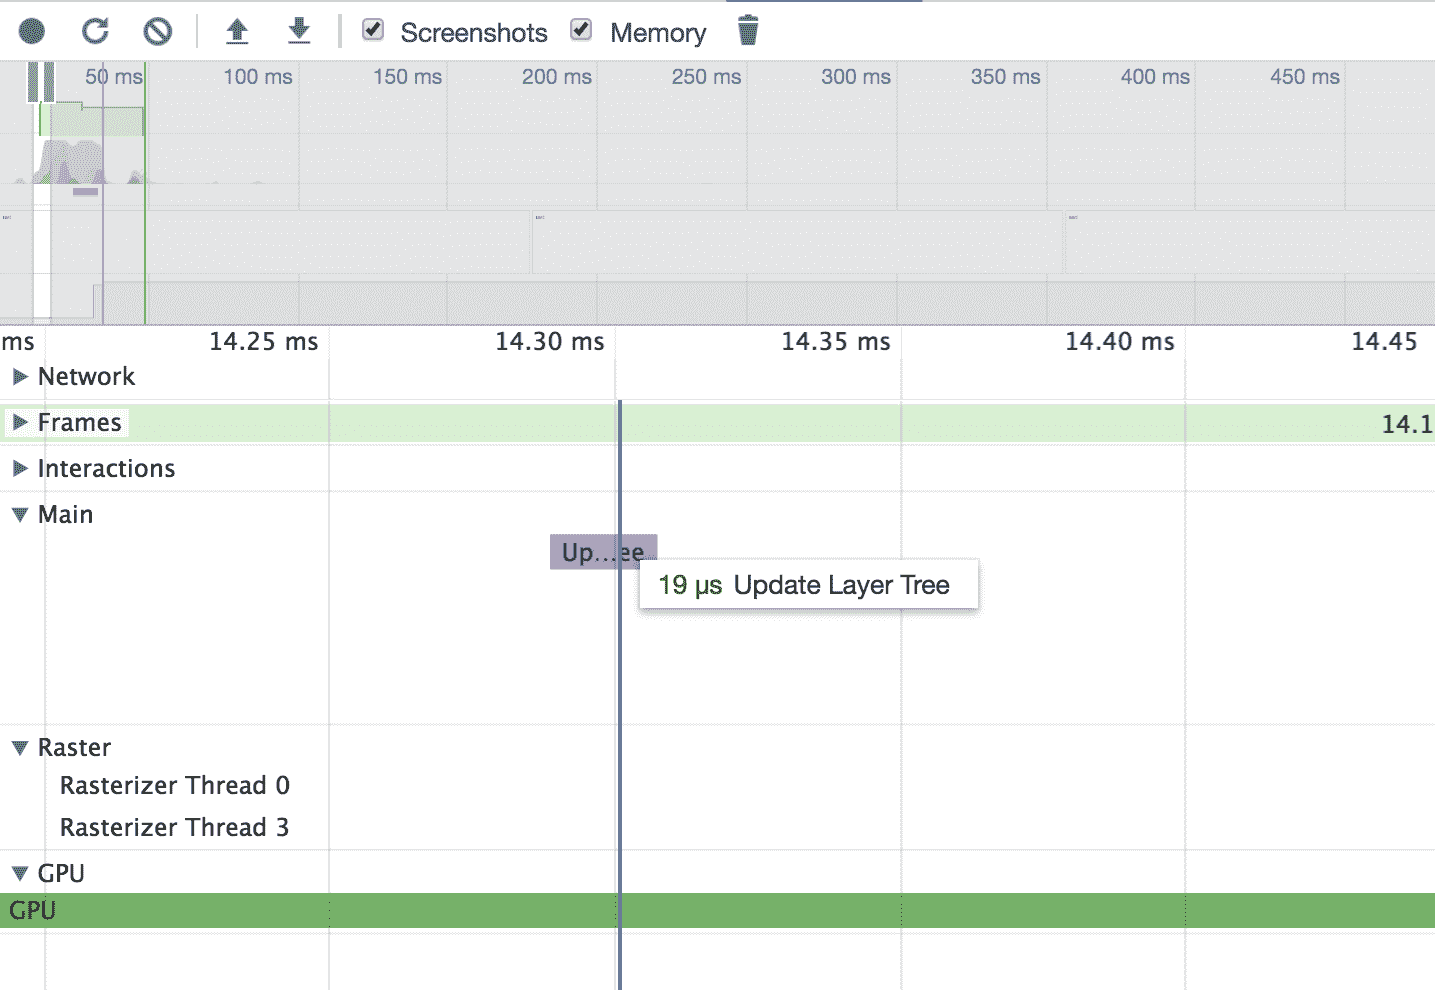 Screenshots Memory
50 ms 100 ms 150 ms 200 ms 250 ms 300 ms 350 ms 400 ms 450 ms
ms 14.25 ms 14.30 ms 14.35 ms 14.40 ms 14.45
Network
Frames 14.1
Interactions
Main
Up...ee
19 µs Update Layer Tree
Raster
Rasterizer Thread 0
Rasterizer Thread 3
GPU
GPU